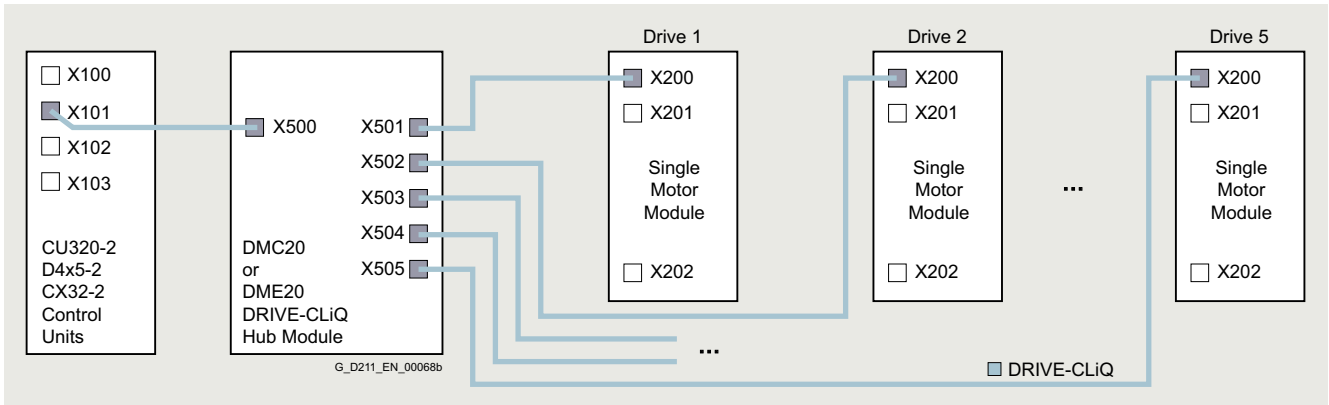 Drive 1
Drive 2
Drive 5
X100
X101
X102
X103
CU320-2
D4x5-2
CX32-2
Control
Units
X500
X501
X502
X503
X504
X505
DMC20
or
DME20
DRIVE-CLiQ
Hub Module
G_D211_EN_00068b
X200
X201
Single
Motor
Module
X202
X200
X201
Single
Motor
Module
X202
...
X200
X201
Single
Motor
Module
X202
...
DRIVE-CLiQ